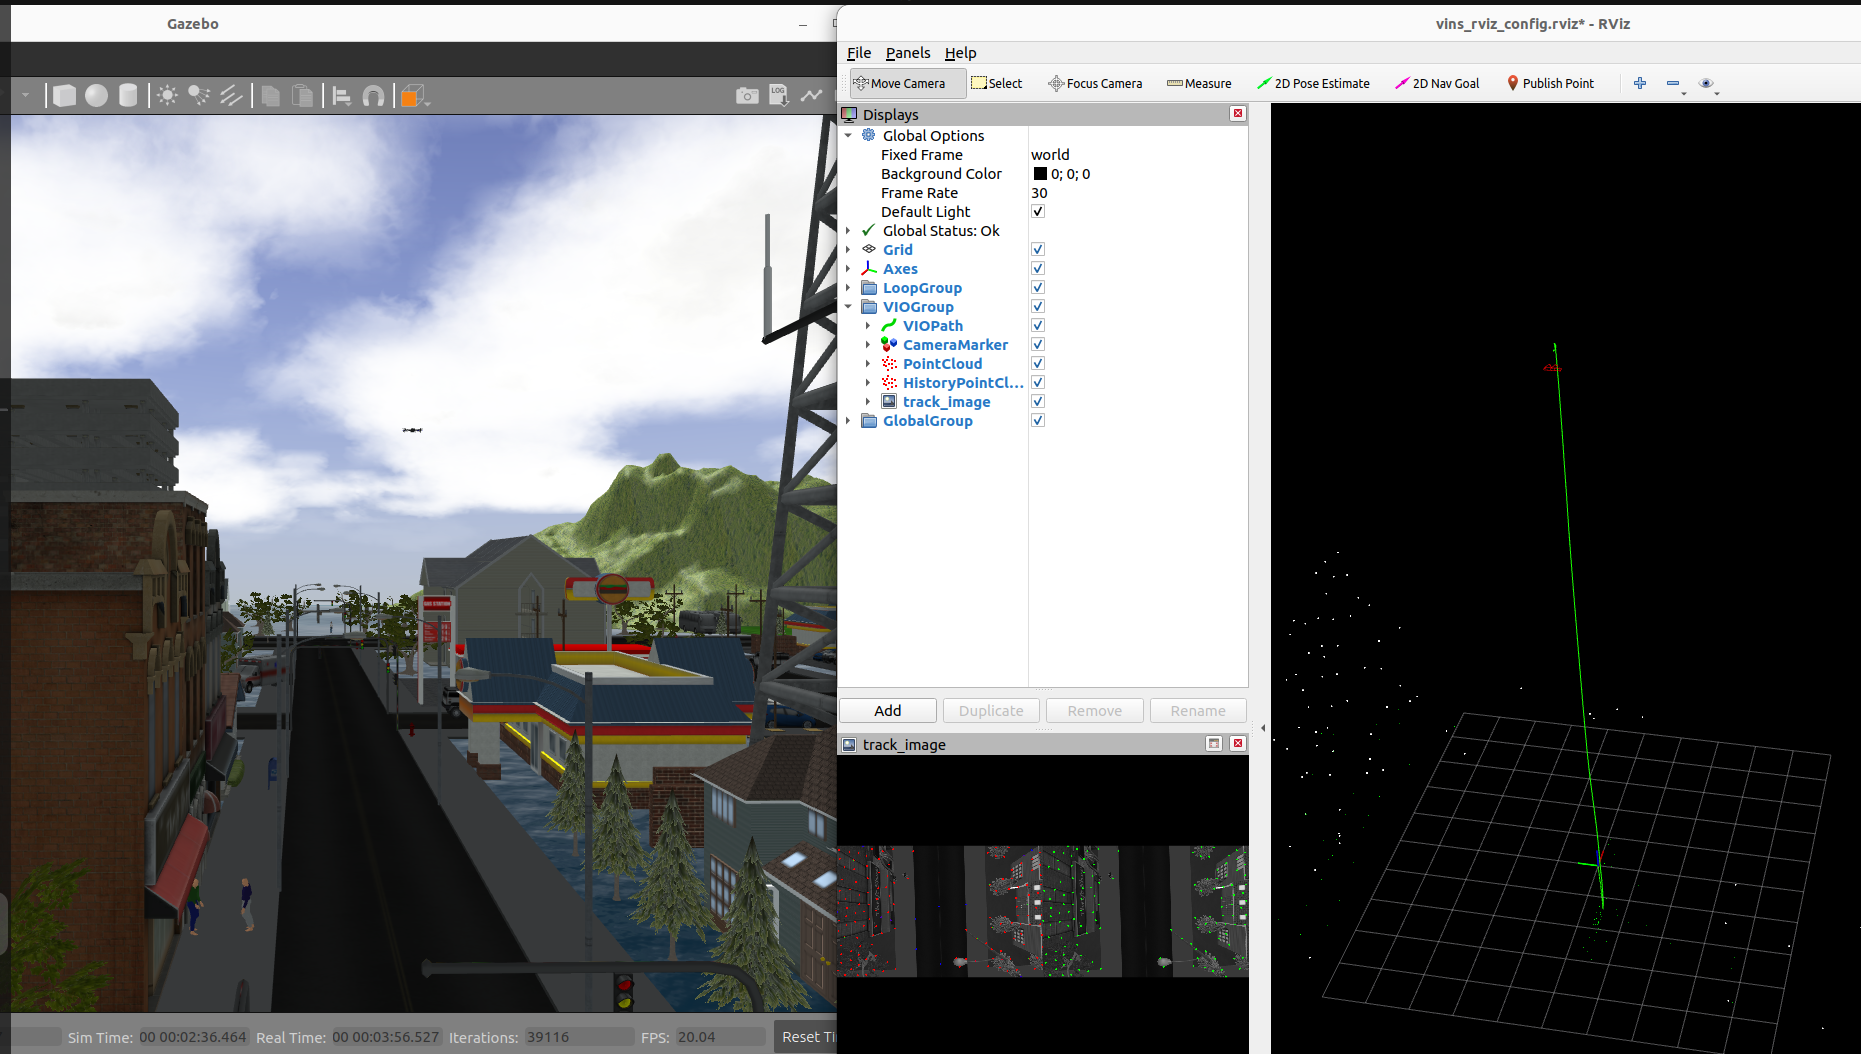 Gazebo
vins_rviz_config.rviz* - RViz
File Panels Help
Move Camera Select Focus Camera Measure 2D Pose Estimate 2D Nav Goal Publish Point
LOG
Displays
Global Options
Fixed Frame world
Background Color 0; 0; 0
Frame Rate 30
Default Light
Global Status: Ok
Grid
Axes
LoopGroup
VIOGroup
VIOPath
CameraMarker
PointCloud
HistoryPointCl...
track_image
GlobalGroup
Add Duplicate Remove Rename
track_image
Sim Time: 00 00:02:36.464 Real Time: 00 00:03:56.527 Iterations: 39116 FPS: 20.04 Reset Ti